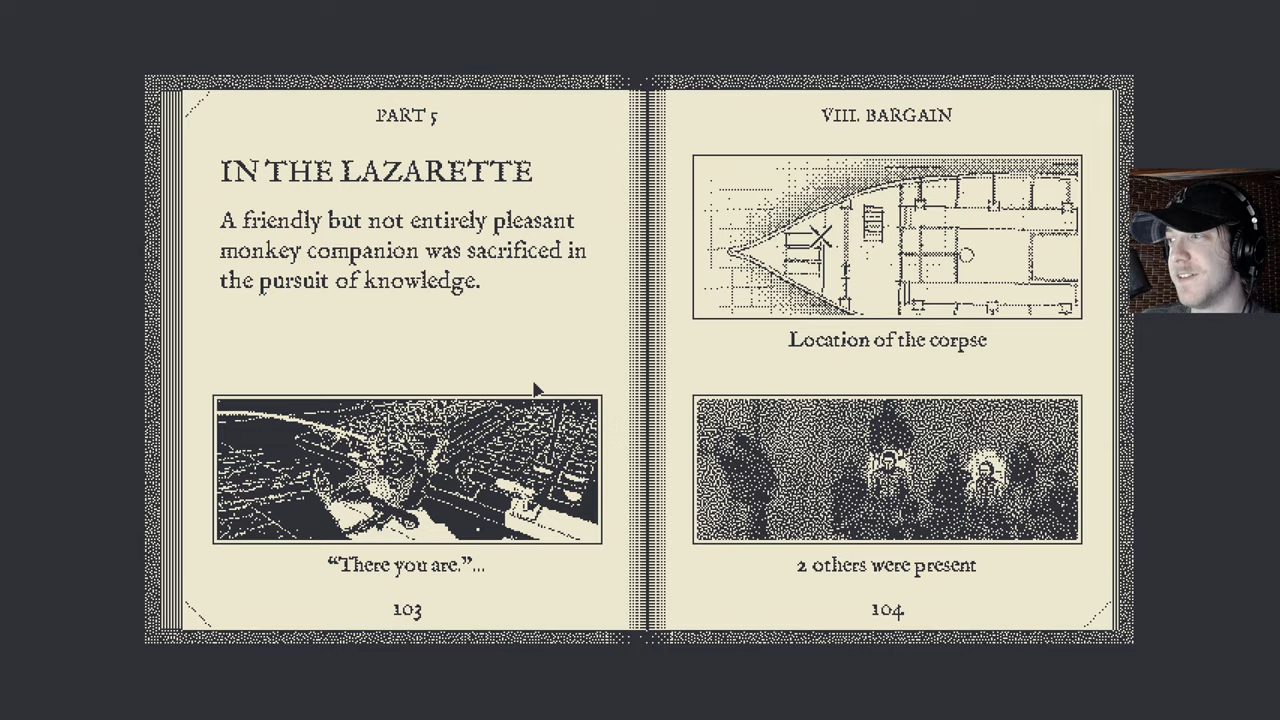 PART 5
IN THE LAZARETTE
A friendly but not entirely pleasant
monkey companion was sacrificed in
the pursuit of knowledge.
“There you are.”...
103
VIII. BARGAIN
Location of the corpse
2 others were present
104